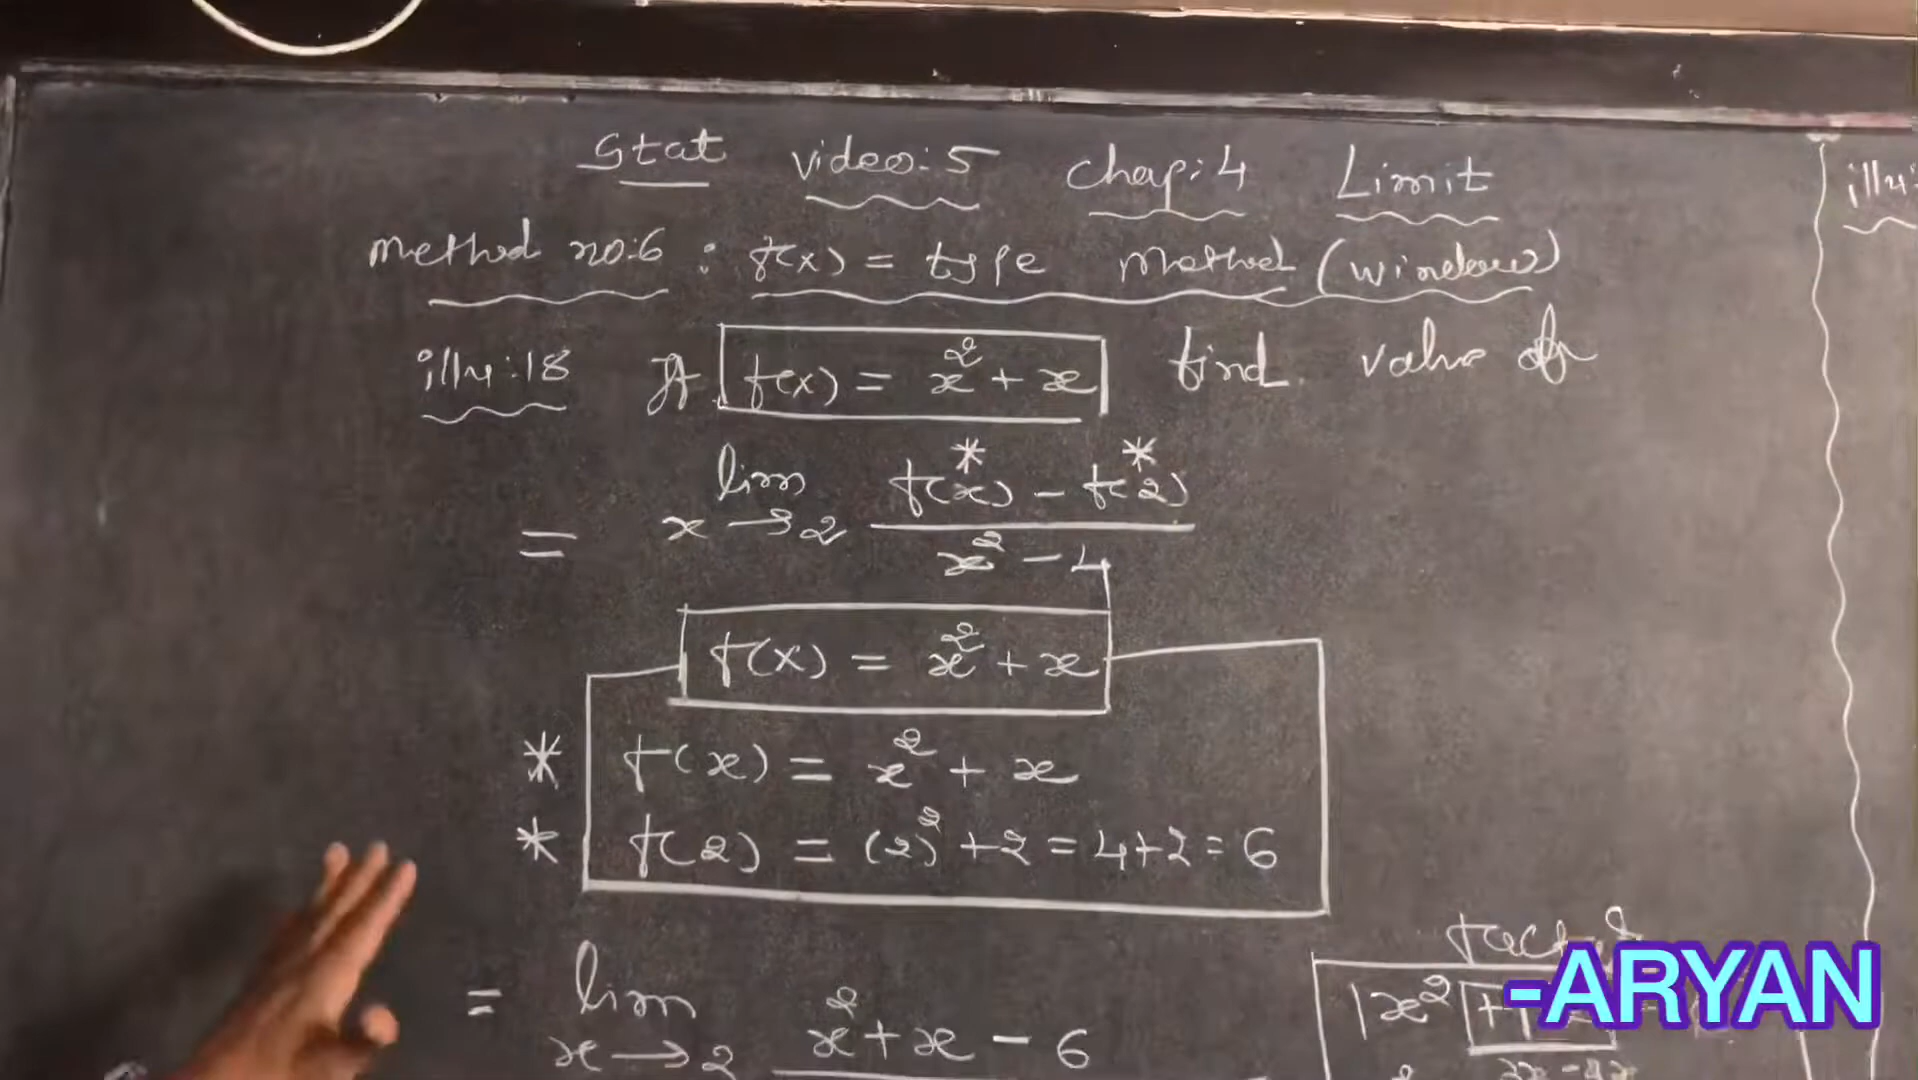 Stat video:5 Chap:4 Limit
method no:6 : f(x) = type method (window)
illu:18 If f(x) = x² + x find value of
= lim x→2 f(x) - f(2) / x² - 4
* *
f(x) = x² + x
* f(x) = x² + x
* f(2) = (2)² + 2 = 4+2 = 6
= lim x→2 x² + x - 6
1x²
illu:
-ARYAN